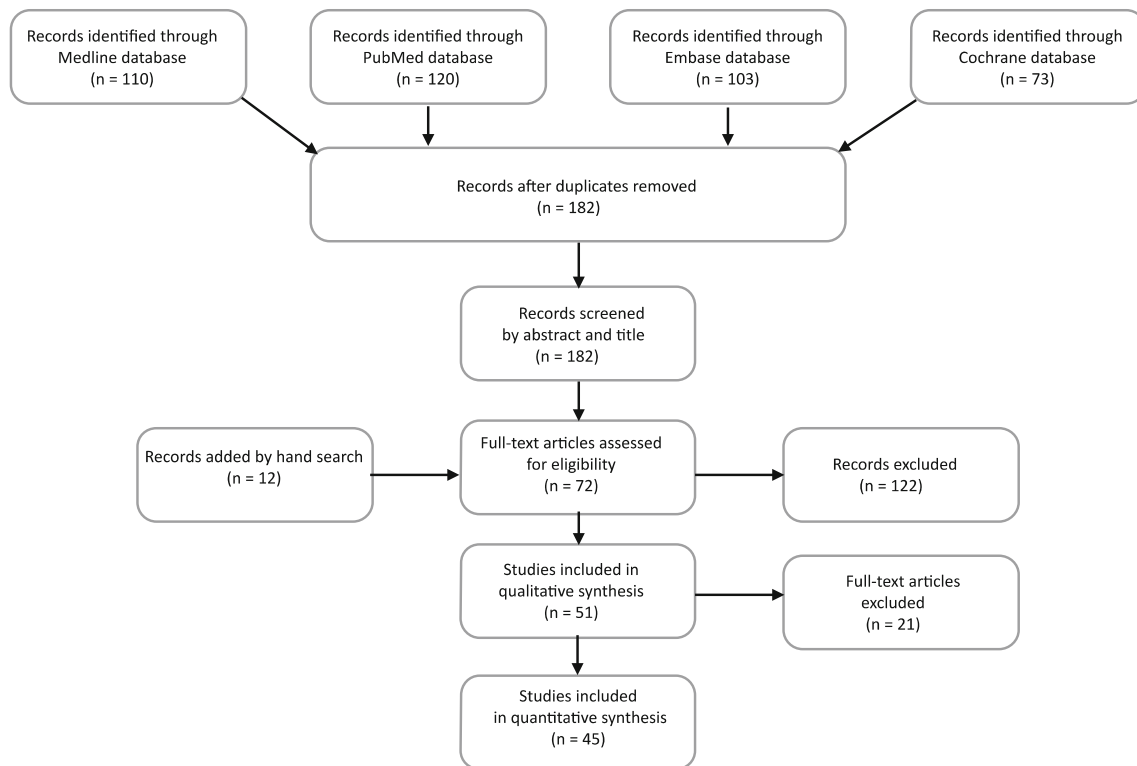 Records identified through
Medline database
(n = 110)
Records identified through
PubMed database
(n = 120)
Records identified through
Embase database
(n = 103)
Records identified through
Cochrane database
(n = 73)
Records after duplicates removed
(n = 182)
Records screened
by abstract and title
(n = 182)
Records added by hand search
(n = 12)
Full-text articles assessed
for eligibility
(n = 72)
Records excluded
(n = 122)
Studies included in
qualitative synthesis
(n = 51)
Full-text articles
excluded
(n = 21)
Studies included
in quantitative synthesis
(n = 45)